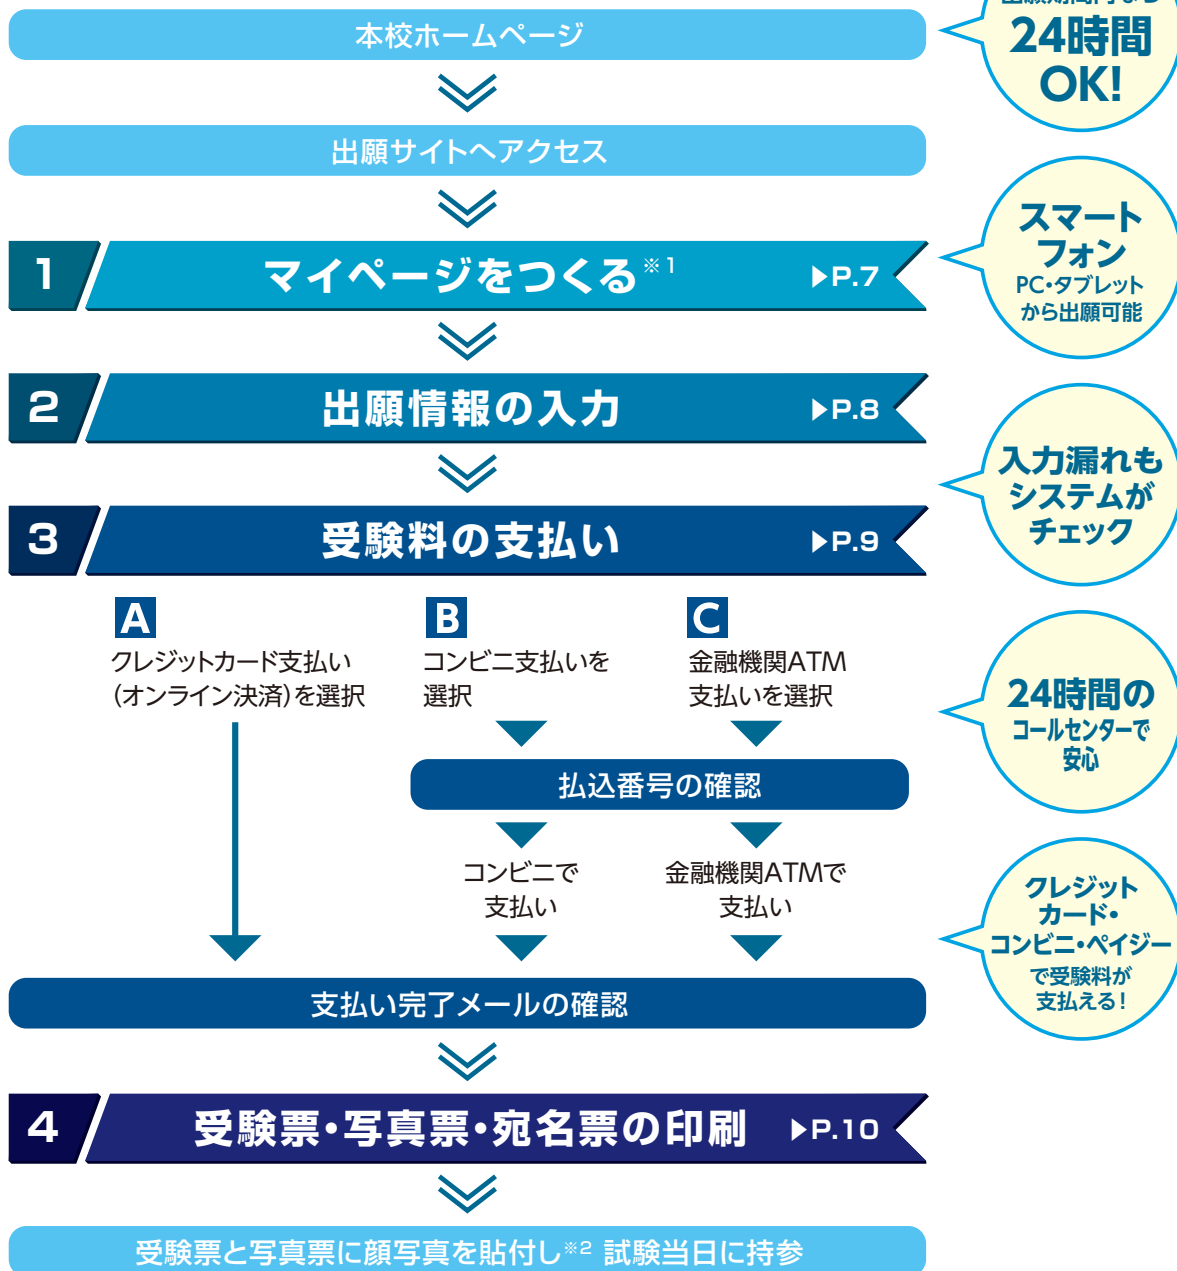 本校ホームページ
出願サイトへアクセス
1 マイページをつくる※1 ▶P.7
2 出願情報の入力 ▶P.8
3 受験料の支払い ▶P.9
A
クレジットカード支払い
(オンライン決済)を選択
B
コンビニ支払いを
選択
C
金融機関ATM
支払いを選択
払込番号の確認
コンビニで
支払い
金融機関ATMで
支払い
支払い完了メールの確認
4 受験票・写真票・宛名票の印刷 ▶P.10
受験票と写真票に顔写真を貼付し※2 試験当日に持参
24時間
OK!
スマート
フォン
PC・タブレット
から出願可能
入力漏れも
システムが
チェック
24時間の
コールセンターで
安心
クレジット
カード・
コンビニ・ペイジー
で受験料が
支払える!